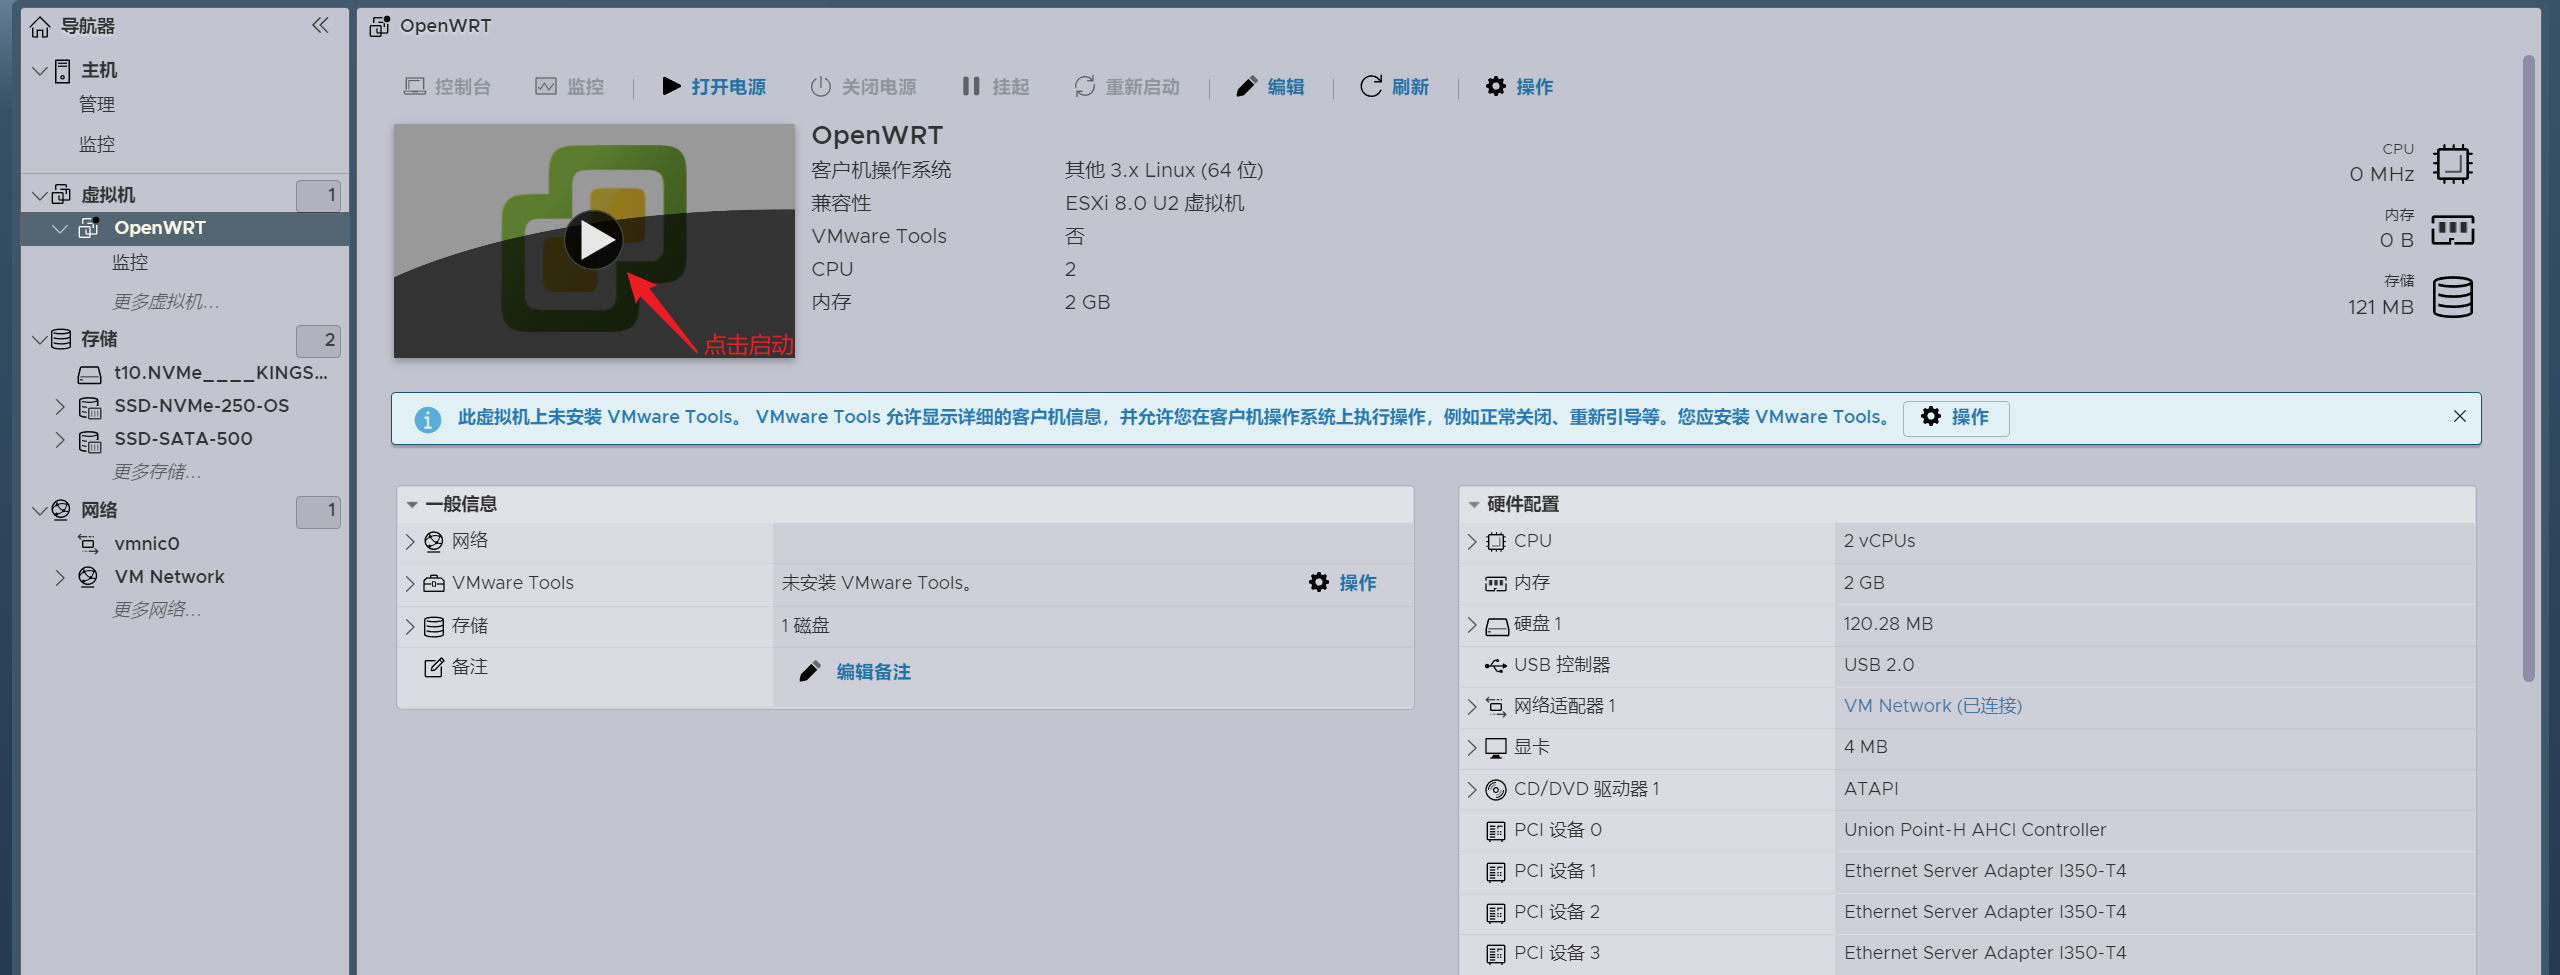 导航器
主机
管理
监控
虚拟机 1
OpenWRT
监控
更多虚拟机...
存储 2
t10.NVMe____KINGS...
SSD-NVMe-250-OS
SSD-SATA-500
更多存储...
网络 1
vmnic0
VM Network
更多网络...
OpenWRT
控制台 监控 打开电源 关闭电源 挂起 重新启动 编辑 刷新 操作
点击启动
OpenWRT
客户机操作系统 其他 3.x Linux (64 位)
兼容性 ESXi 8.0 U2 虚拟机
VMware Tools 否
CPU 2
内存 2 GB
CPU
0 MHz
内存
0 B
存储
121 MB
此虚拟机上未安装 VMware Tools。 VMware Tools 允许显示详细的客户机信息，并允许您在客户机操作系统上执行操作，例如正常关闭、重新引导等。您应安装 VMware Tools。 操作
一般信息
网络
VMware Tools 未安装 VMware Tools。 操作
存储 1 磁盘
备注 编辑备注
硬件配置
CPU 2 vCPUs
内存 2 GB
硬盘 1 120.28 MB
USB 控制器 USB 2.0
网络适配器 1 VM Network (已连接)
显卡 4 MB
CD/DVD 驱动器 1 ATAPI
PCI 设备 0 Union Point-H AHCI Controller
PCI 设备 1 Ethernet Server Adapter I350-T4
PCI 设备 2 Ethernet Server Adapter I350-T4
PCI 设备 3 Ethernet Server Adapter I350-T4